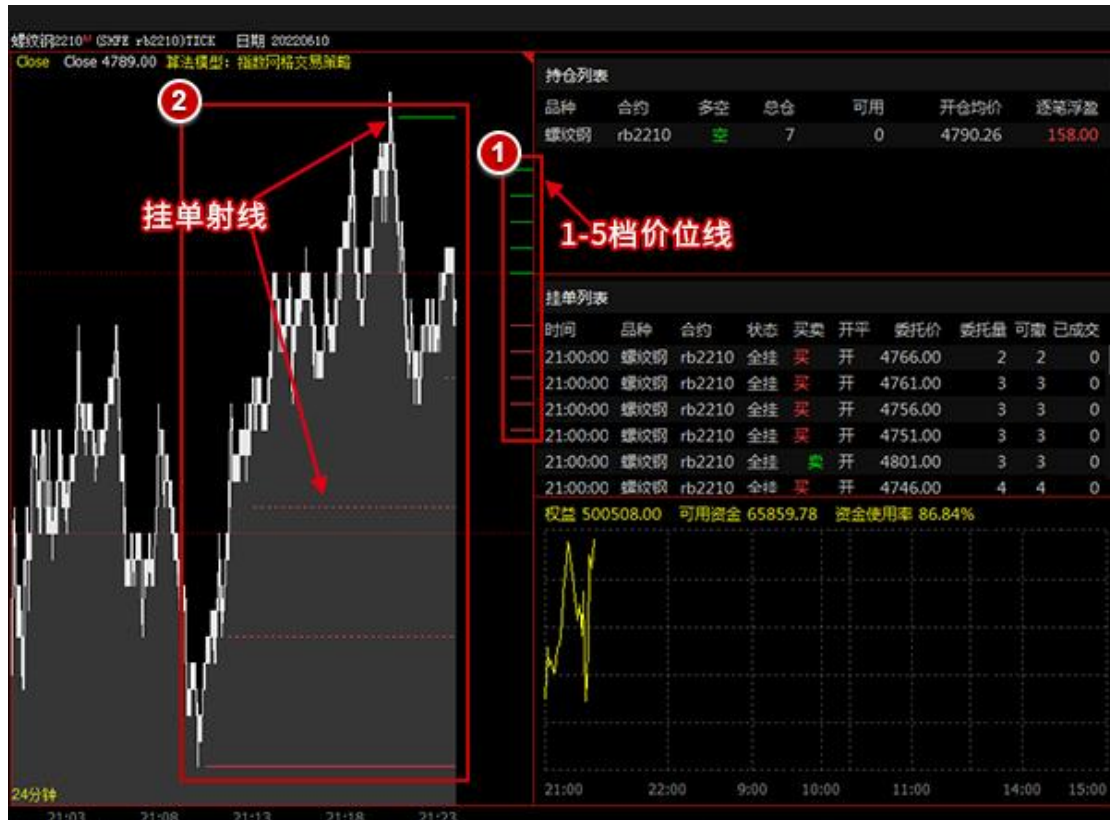 螺纹钢2210M (SHFE rb2210)TICK 日期 20220610
Close Close 4789.00 算法模型：指数网格交易策略
2
1
挂单射线
1-5档价位线
24分钟
21:03 21:08 21:13 21:18 21:23
持仓列表
品种 合约 多空 总仓 可用 开仓均价 逐笔浮盈
螺纹钢 rb2210 空 7 0 4790.26 158.00
挂单列表
时间 品种 合约 状态 买卖 开平 委托价 委托量 可撤 已成交
21:00:00 螺纹钢 rb2210 全挂 买 开 4766.00 2 2 0
21:00:00 螺纹钢 rb2210 全挂 买 开 4761.00 3 3 0
21:00:00 螺纹钢 rb2210 全挂 买 开 4756.00 3 3 0
21:00:00 螺纹钢 rb2210 全挂 买 开 4751.00 3 3 0
21:00:00 螺纹钢 rb2210 全挂 卖 开 4801.00 3 3 0
21:00:00 螺纹钢 rb2210 全挂 买 开 4746.00 4 4 0
权益 500508.00 可用资金 65859.78 资金使用率 86.84%
21:00 22:00 9:00 10:00 11:00 14:00 15:00